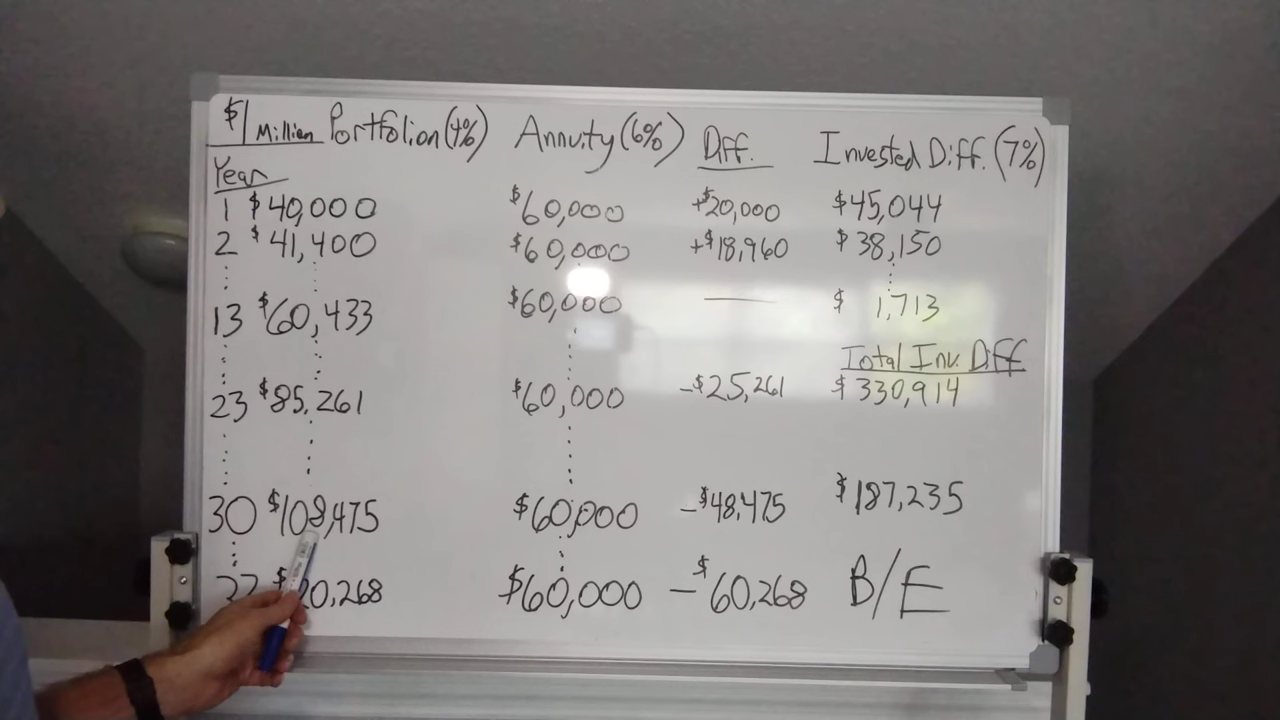 $1 Million Portfolion (4%) Annuity (6%) Diff. Invested Diff. (7%)
Year
1 $40,000 $60,000 +$20,000 $45,044
2 $41,400 $60,000 +$18,960 $38,150
13 $60,433 $60,000 — $1,713
Total Inv. Diff
23 $85,261 $60,000 -$25,261 $330,914
30 $108,475 $60,000 -$48,475 $187,235
20,268 $60,000 -$60,268 B/E